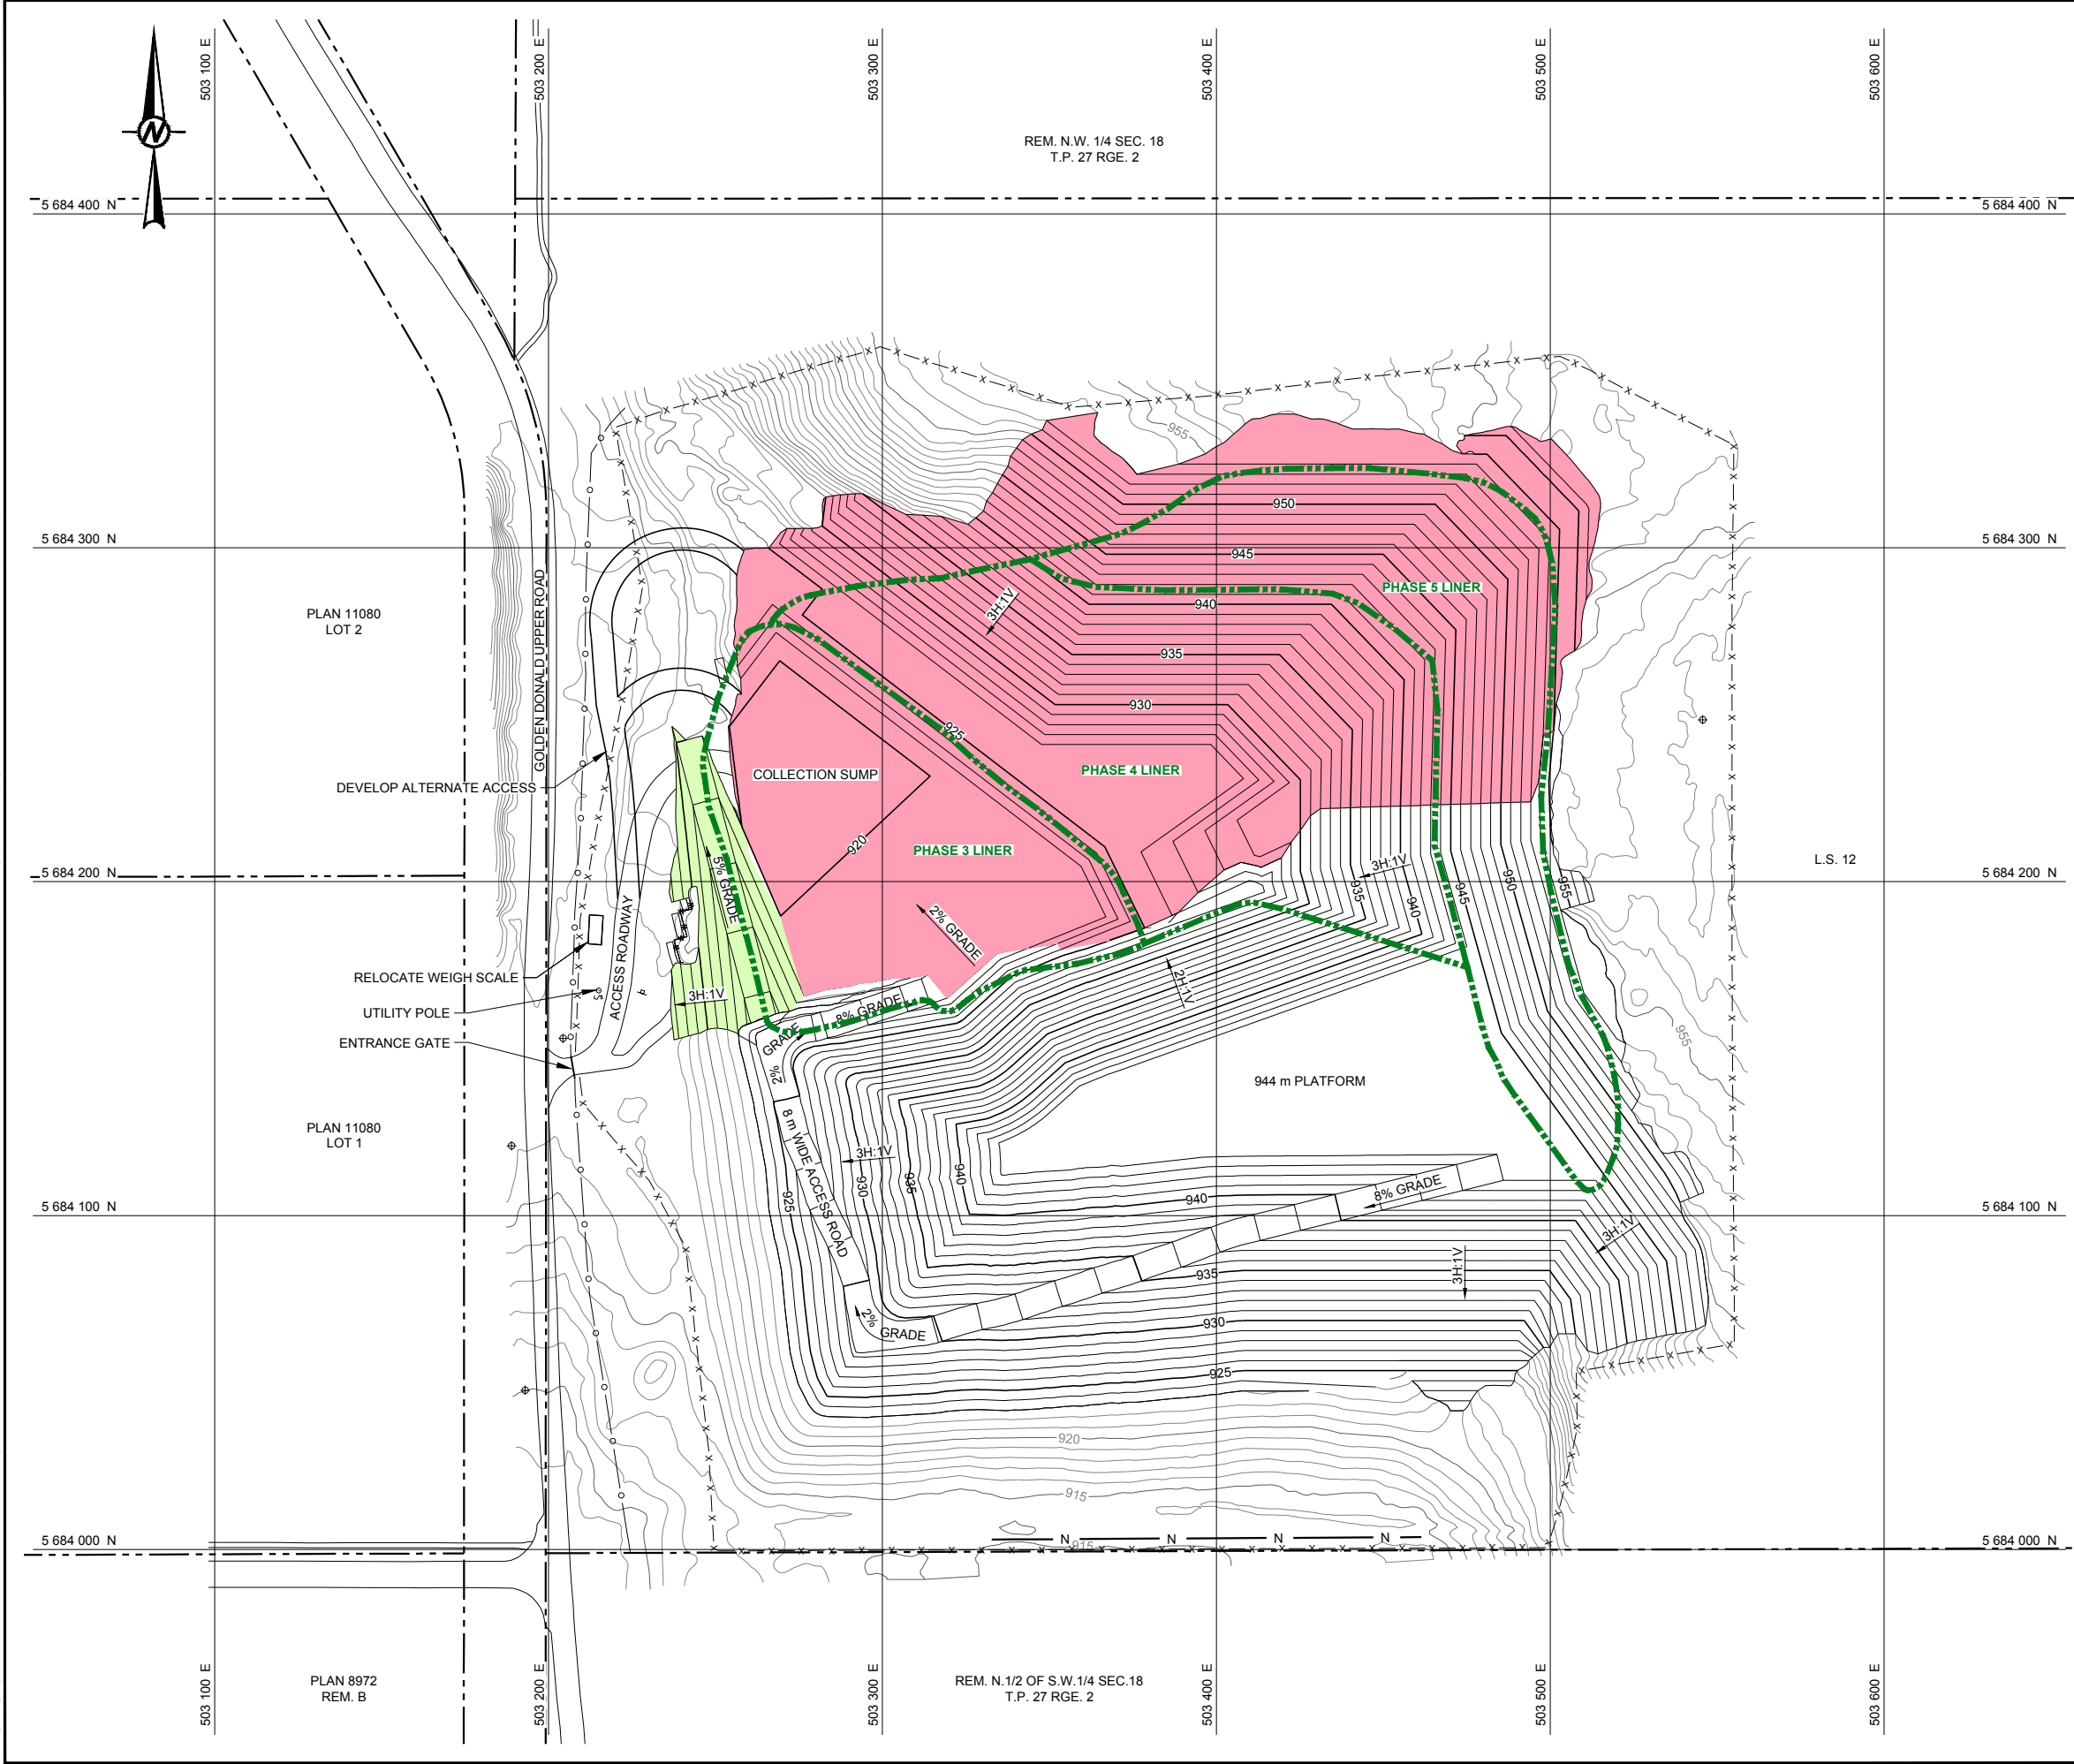 503 100 E
503 200 E
503 300 E
503 400 E
503 500 E
503 600 E
N
REM. N.W. 1/4 SEC. 18
T.P. 27 RGE. 2
5 684 400 N
5 684 400 N
955
950
5 684 300 N
5 684 300 N
945
PHASE 5 LINER
GOLDEN DONALD UPPER ROAD
3H:1V
940
PLAN 11080
LOT 2
935
930
925
COLLECTION SUMP
PHASE 4 LINER
DEVELOP ALTERNATE ACCESS
920
PHASE 3 LINER
5% GRADE
3H:1V
935
940
945
950
955
L.S. 12
5 684 200 N
5 684 200 N
ACCESS ROADWAY
2% GRADE
RELOCATE WEIGH SCALE
2H:1V
3H:1V
UTILITY POLE
8% GRADE
955
ENTRANCE GATE
2% GRADE
944 m PLATFORM
PLAN 11080
LOT 1
8 m WIDE ACCESS ROAD
3H:1V
925
930
935
940
940
8% GRADE
5 684 100 N
5 684 100 N
3H:1V
3H:1V
935
2% GRADE
930
925
920
915
5 684 000 N
N N N N
915
5 684 000 N
PLAN 8972
REM. B
REM. N.1/2 OF S.W.1/4 SEC.18
T.P. 27 RGE. 2
503 100 E
503 200 E
503 300 E
503 400 E
503 500 E
503 600 E